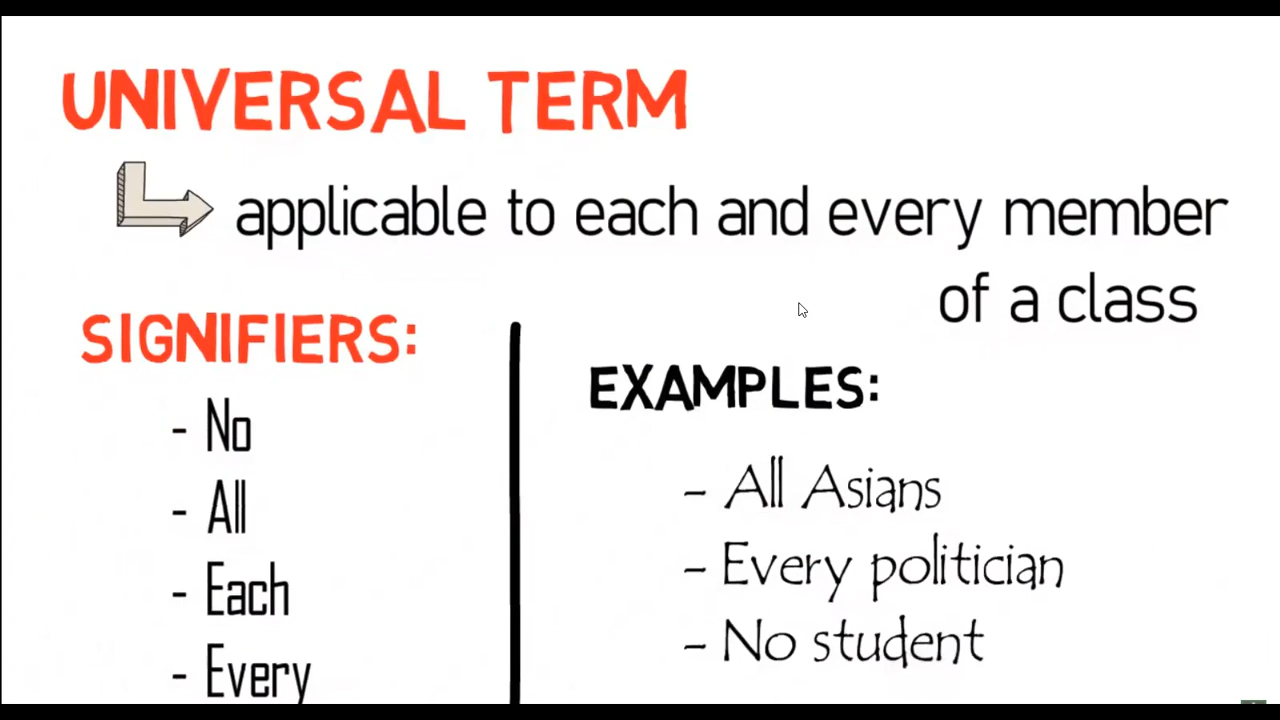 UNIVERSAL TERM
applicable to each and every member
of a class
SIGNIFIERS:
- No
- All
- Each
- Every
EXAMPLES:
- All Asians
- Every politician
- No student